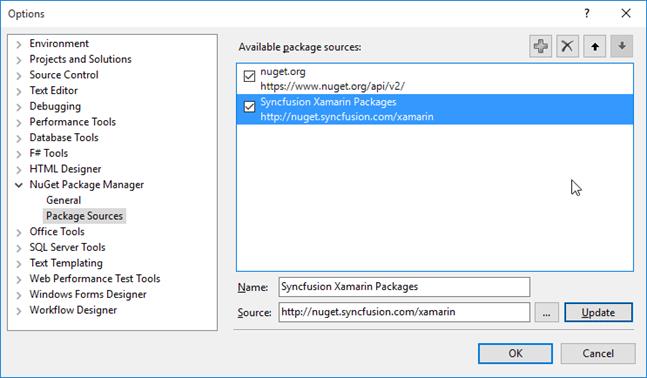 Options
Environment
Projects and Solutions
Source Control
Text Editor
Debugging
Performance Tools
Database Tools
F# Tools
HTML Designer
NuGet Package Manager
General
Package Sources
Office Tools
SQL Server Tools
Text Templating
Web Performance Test Tools
Windows Forms Designer
Workflow Designer
Available package sources:
nuget.org
https://www.nuget.org/api/v2/
Syncfusion Xamarin Packages
http://nuget.syncfusion.com/xamarin
Name: Syncfusion Xamarin Packages
Source: http://nuget.syncfusion.com/xamarin ... Update
OK Cancel